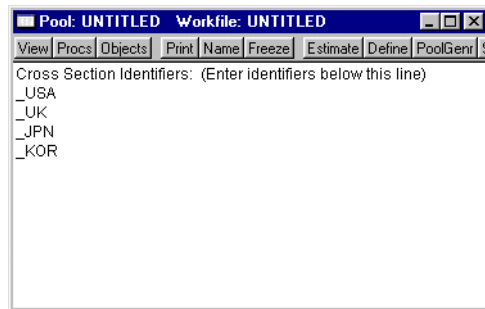 Pool: UNTITLED Workfile: UNTITLED
View Procs Objects Print Name Freeze Estimate Define PoolGenr
Cross Section Identifiers: (Enter identifiers below this line)
_USA
_UK
_JPN
_KOR